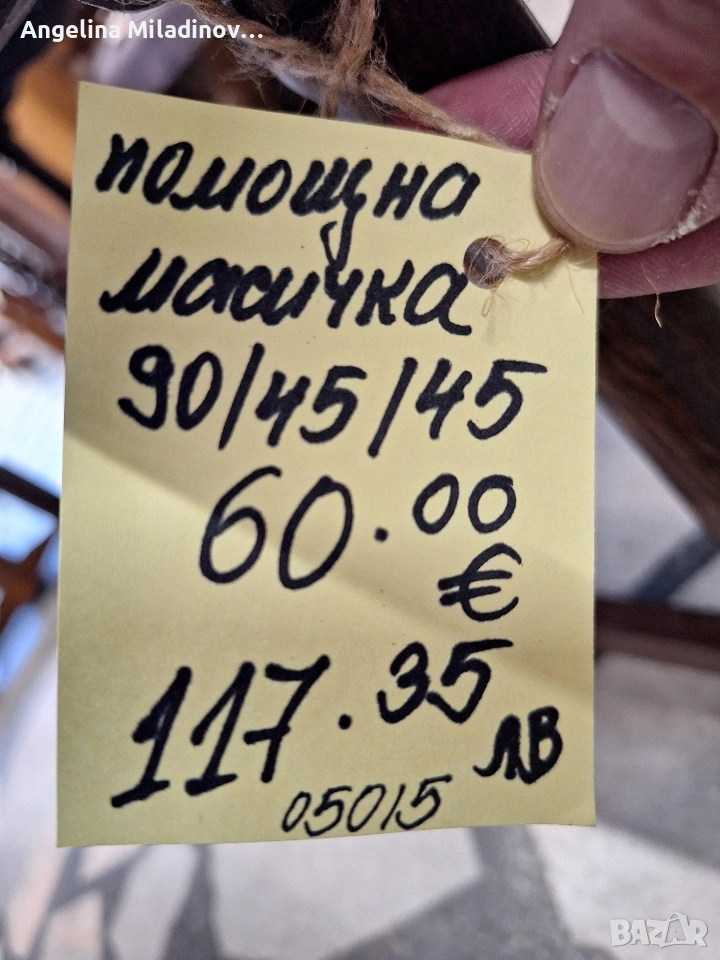 Angelina Miladinov...
помощна
масичка
90/45/45
60.00
€
117.35
лв
05015
BAZAR